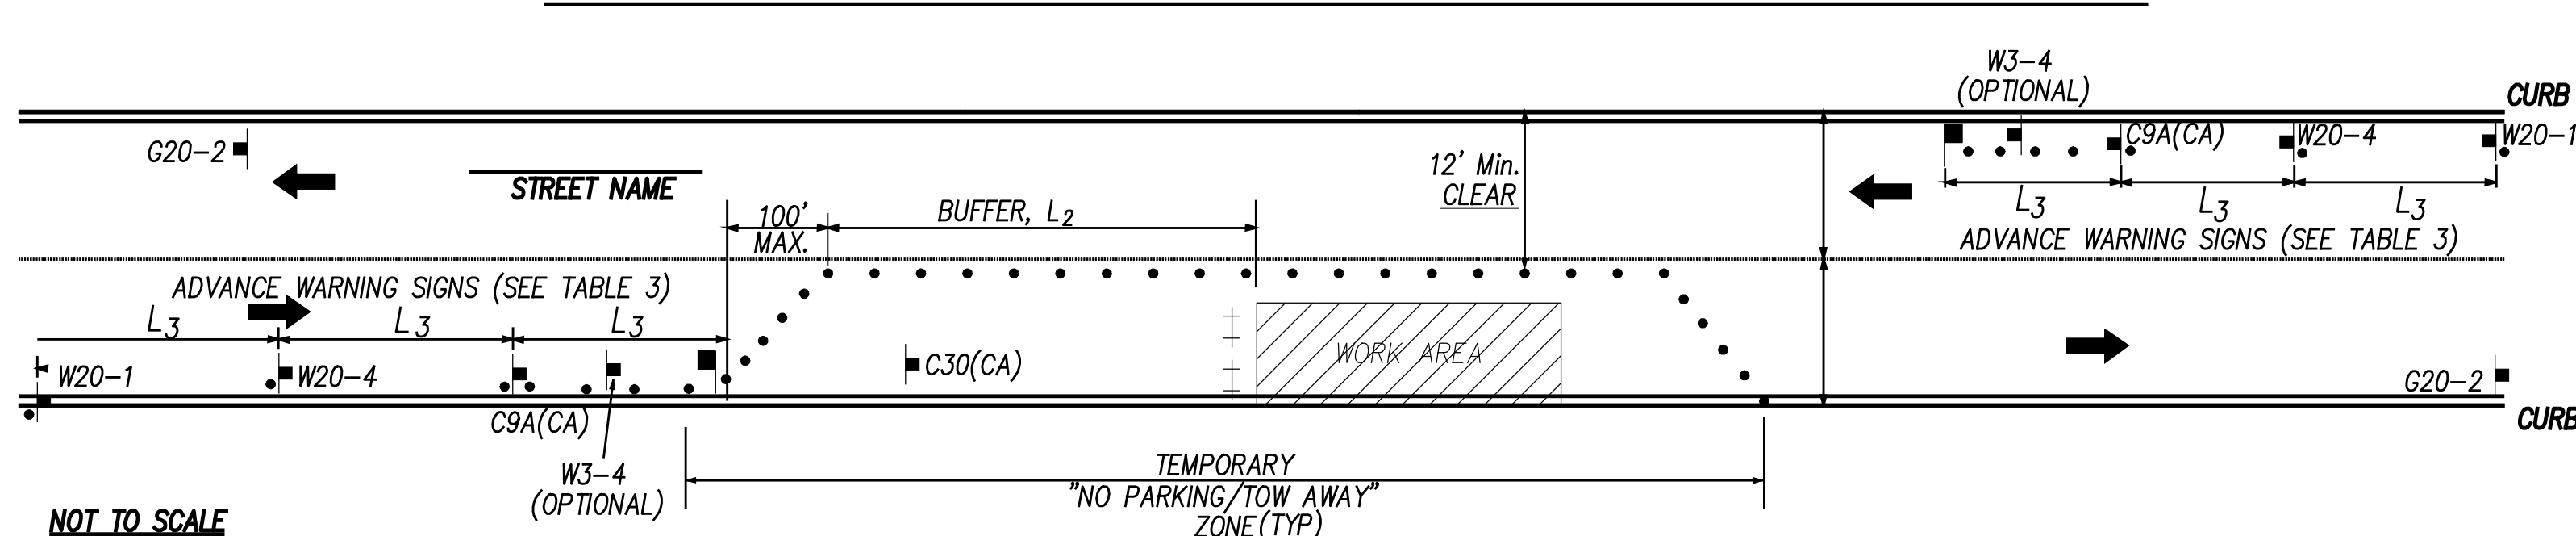 W3-4
(OPTIONAL)
CURB
G20-2
C9A(CA)
W20-4
W20-1
12' Min.
CLEAR
STREET NAME
100'
MAX.
BUFFER, L2
L3
L3
L3
ADVANCE WARNING SIGNS (SEE TABLE 3)
ADVANCE WARNING SIGNS (SEE TABLE 3)
L3
L3
L3
WORK AREA
W20-1
W20-4
C30(CA)
G20-2
C9A(CA)
CURB
W3-4
(OPTIONAL)
TEMPORARY
"NO PARKING/TOW AWAY"
ZONE(TYP)
NOT TO SCALE